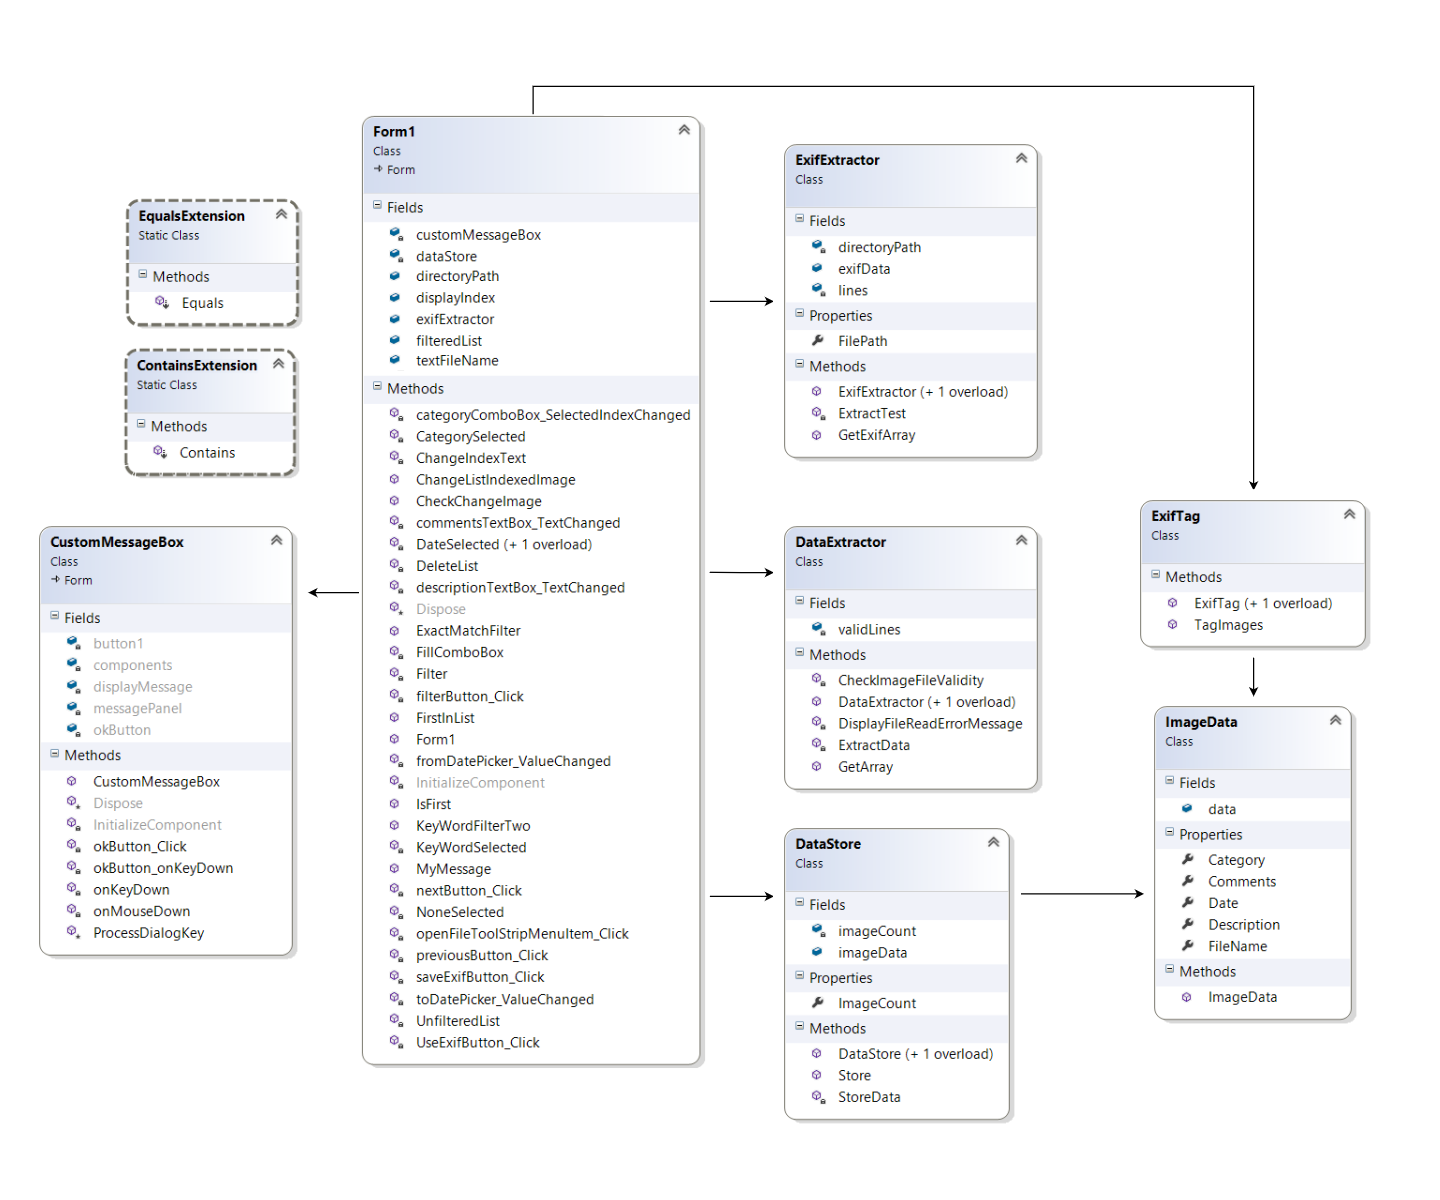 Form1
Class
Form
Fields
customMessageBox
dataStore
directoryPath
displayIndex
exifExtractor
filteredList
textFileName
Methods
categoryComboBox_SelectedIndexChanged
CategorySelected
ChangeIndexText
ChangeListIndexedImage
CheckChangeImage
commentsTextBox_TextChanged
DateSelected (+ 1 overload)
DeleteList
descriptionTextBox_TextChanged
Dispose
ExactMatchFilter
FillComboBox
Filter
filterButton_Click
FirstInList
Form1
fromDatePicker_ValueChanged
InitializeComponent
IsFirst
KeyWordFilterTwo
KeyWordSelected
MyMessage
nextButton_Click
NoneSelected
openFileToolStripMenuItem_Click
previousButton_Click
saveExifButton_Click
toDatePicker_ValueChanged
UnfilteredList
UseExifButton_Click
EqualsExtension
Static Class
Methods
Equals
ContainsExtension
Static Class
Methods
Contains
CustomMessageBox
Class
Form
Fields
button1
components
displayMessage
messagePanel
okButton
Methods
CustomMessageBox
Dispose
InitializeComponent
okButton_Click
okButton_onKeyDown
onKeyDown
onMouseDown
ProcessDialogKey
ExifExtractor
Class
Fields
directoryPath
exifData
lines
Properties
FilePath
Methods
ExifExtractor (+ 1 overload)
ExtractTest
GetExifArray
DataExtractor
Class
Fields
validLines
Methods
CheckImageFileValidity
DataExtractor (+ 1 overload)
DisplayFileReadErrorMessage
ExtractData
GetArray
DataStore
Class
Fields
imageCount
imageData
Properties
ImageCount
Methods
DataStore (+ 1 overload)
Store
StoreData
ExifTag
Class
Methods
ExifTag (+ 1 overload)
TagImages
ImageData
Class
Fields
data
Properties
Category
Comments
Date
Description
FileName
Methods
ImageData